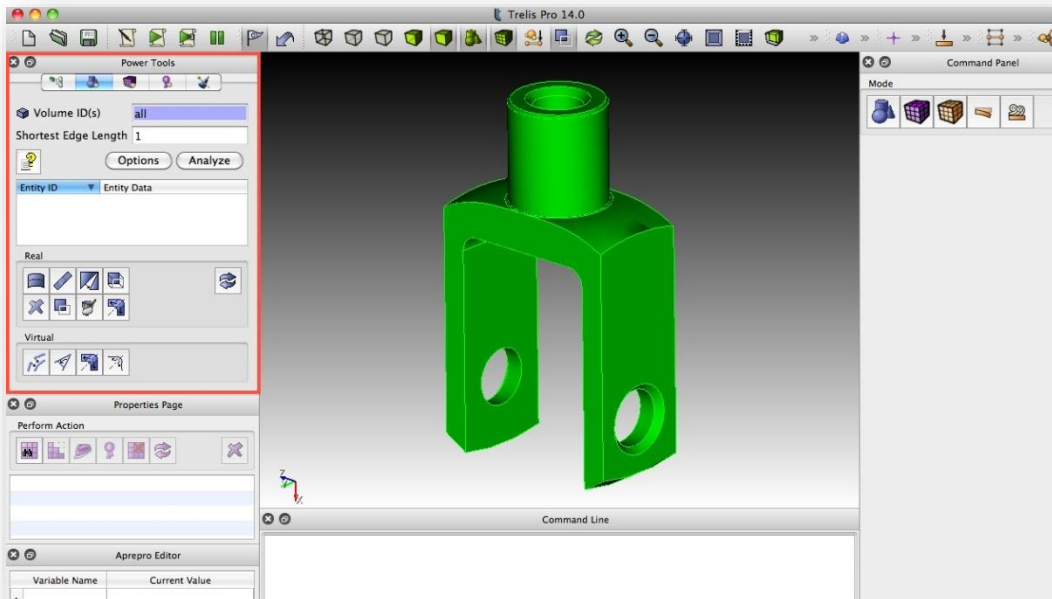 Trelis Pro 14.0
Power Tools
Volume ID(s) all
Shortest Edge Length 1
Options Analyze
Entity ID Entity Data
Real
Virtual
Properties Page
Perform Action
Aprepro Editor
Variable Name Current Value
Z
X
Command Line
Command Panel
Mode